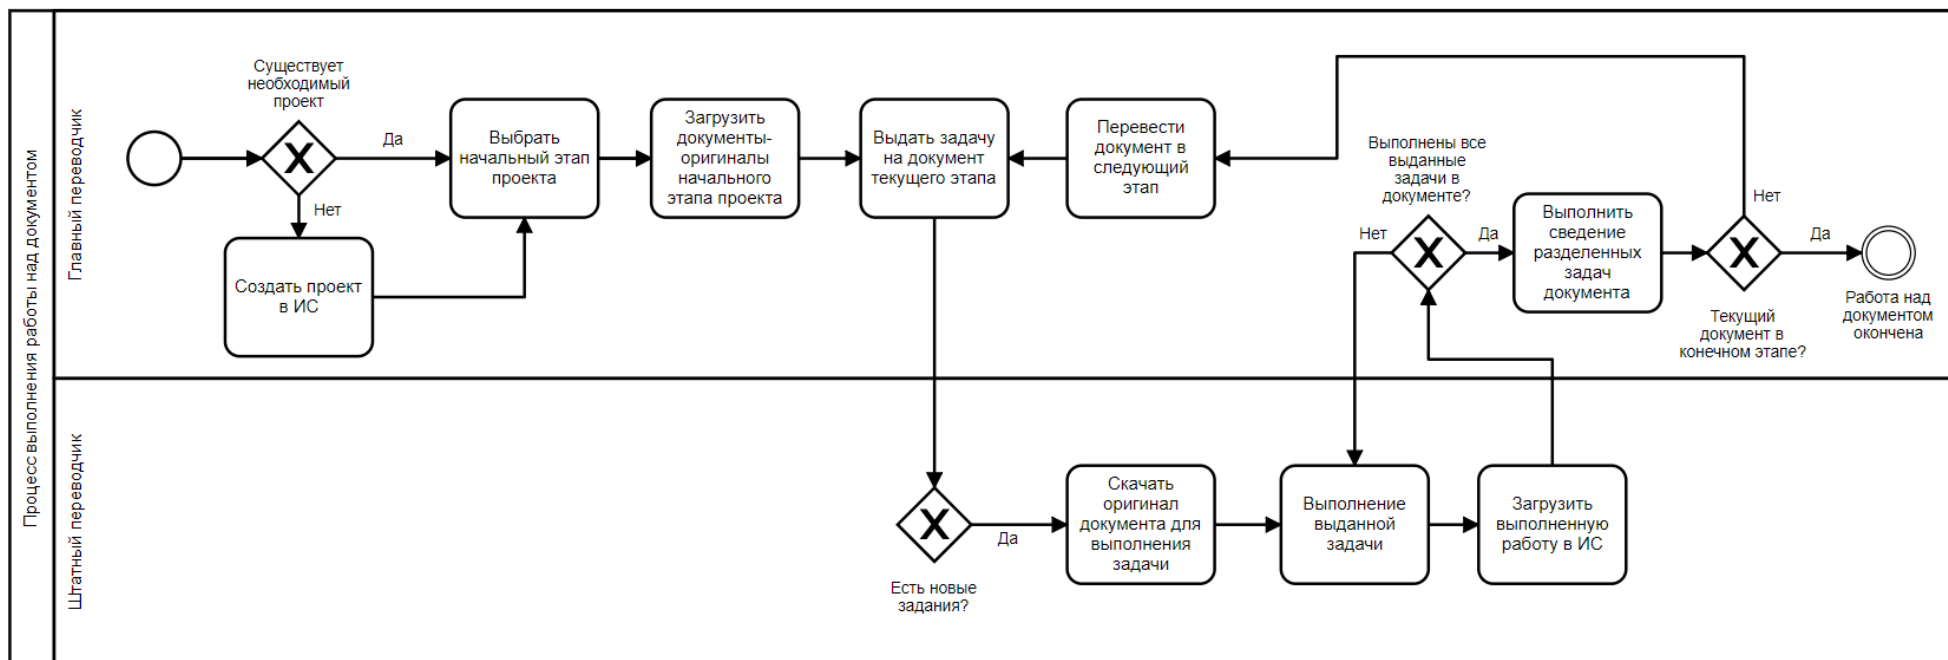 Процесс выполнения работы над документом
Главный переводчик
Существует
необходимый
проект
Да
Нет
Создать проект
в ИС
Выбрать
начальный этап
проекта
Загрузить
документы-
оригиналы
начального
этапа проекта
Выдать задачу
на документ
текущего этапа
Перевести
документ в
следующий
этап
Выполнены все
выданные
задачи в
документе?
Нет
Да
Выполнить
сведение
разделенных
задач
документа
Нет
Да
Текущий
документ в
конечном этапе?
Работа над
документом
окончена
Штатный переводчик
Есть новые
задания?
Да
Скачать
оригинал
документа для
выполнения
задачи
Выполнение
выданной
задачи
Загрузить
выполненную
работу в ИС